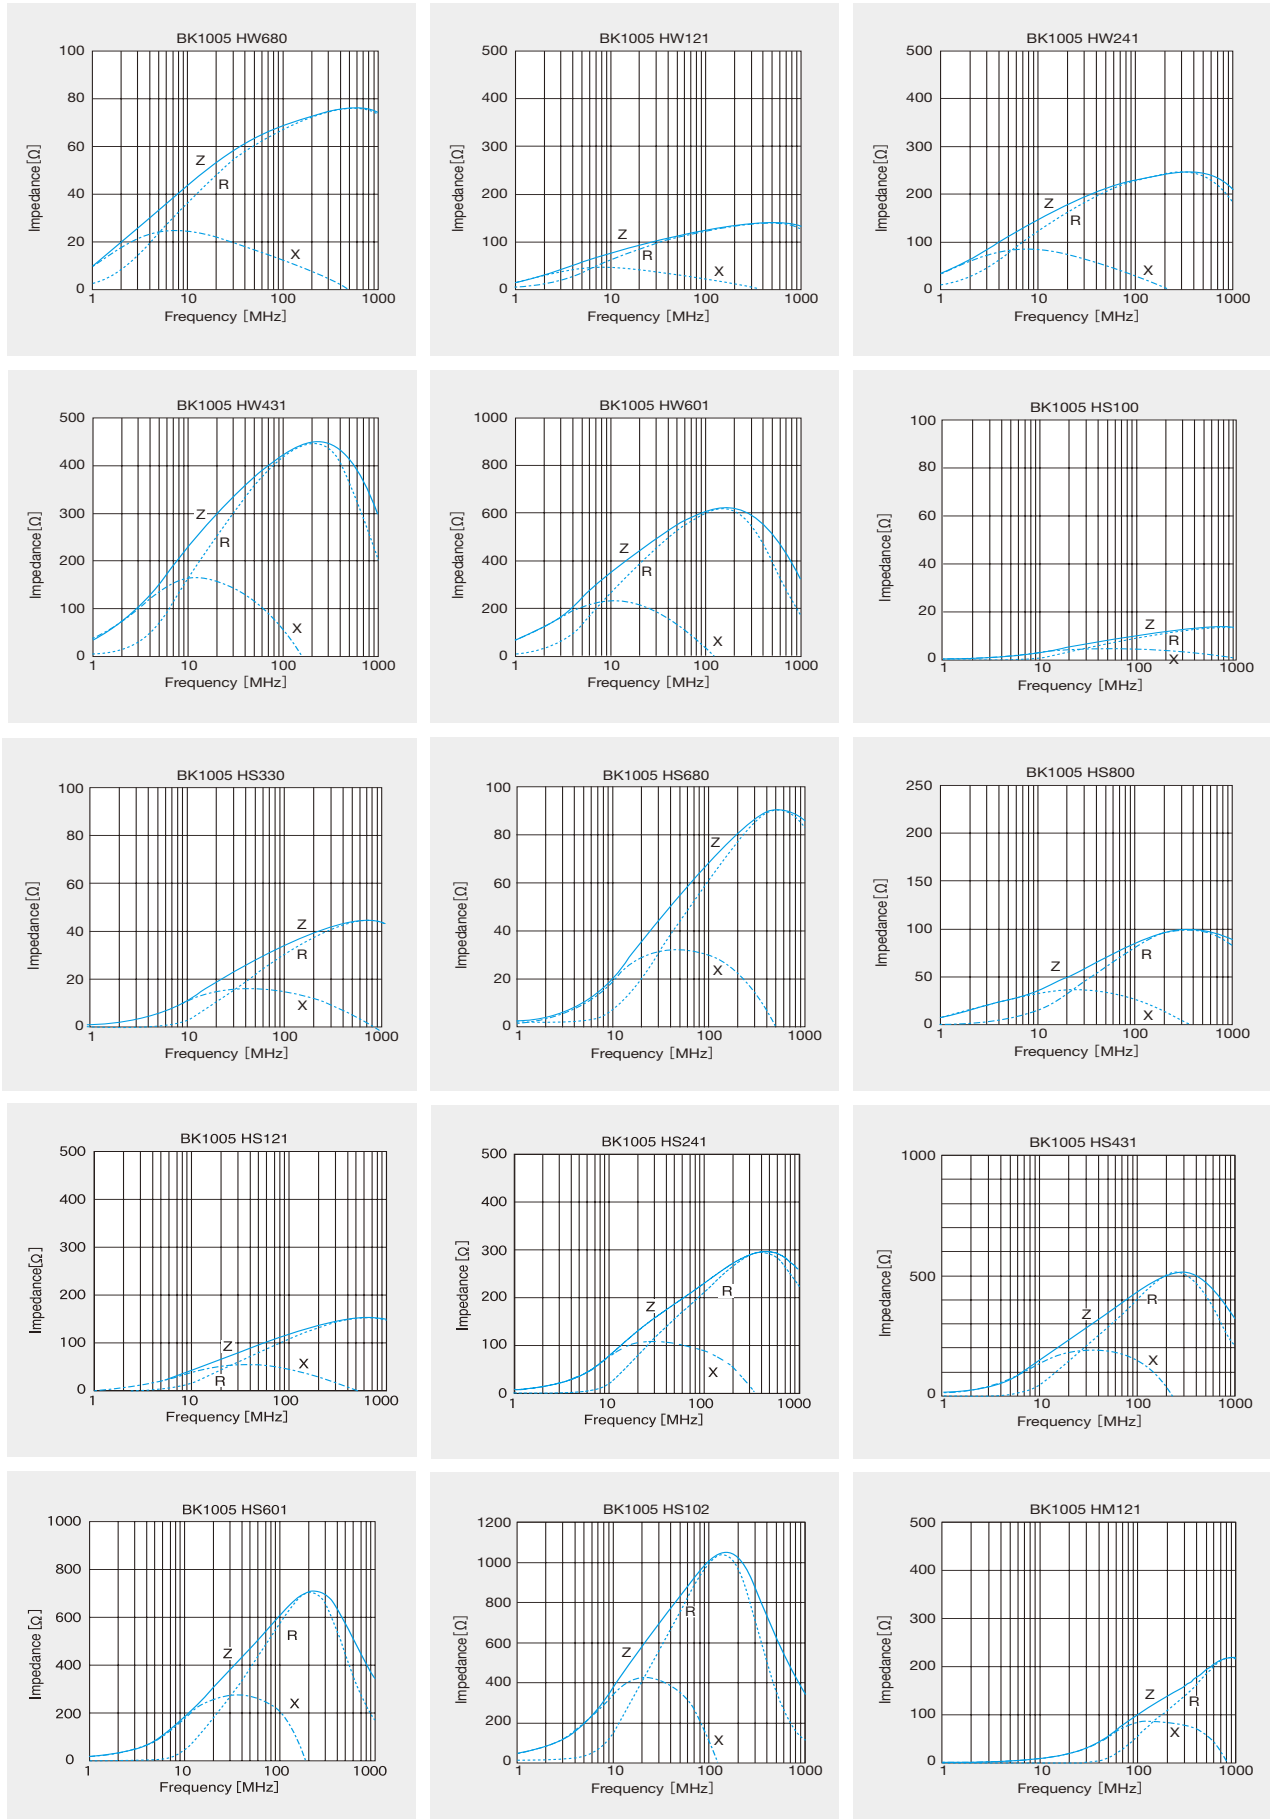 BK1005 HW680
100
80
60
40
20
0
Impedance[Ω]
Z
R
X
1 10 100 1000
Frequency [MHz]
BK1005 HW121
500
400
300
200
100
0
Impedance[Ω]
Z
R
X
1 10 100 1000
Frequency [MHz]
BK1005 HW241
500
400
300
200
100
0
Impedance[Ω]
Z
R
X
1 10 100 1000
Frequency [MHz]
BK1005 HW431
500
400
300
200
100
0
Impedance[Ω]
Z
R
X
1 10 100 1000
Frequency [MHz]
BK1005 HW601
1000
800
600
400
200
0
Impedance[Ω]
Z
R
X
1 10 100 1000
Frequency [MHz]
BK1005 HS100
100
80
60
40
20
0
Impedance[Ω]
Z
R
X
1 10 100 1000
Frequency [MHz]
BK1005 HS330
100
80
60
40
20
0
Impedance[Ω]
Z
R
X
1 10 100 1000
Frequency [MHz]
BK1005 HS680
100
80
60
40
20
0
Impedance[Ω]
Z
R
X
1 10 100 1000
Frequency [MHz]
BK1005 HS800
250
200
150
100
50
0
Impedance[Ω]
Z
R
X
1 10 100 1000
Frequency [MHz]
BK1005 HS121
500
400
300
200
100
0
Impedance[Ω]
Z
R
X
1 10 100 1000
Frequency [MHz]
BK1005 HS241
500
400
300
200
100
0
Impedance [Ω]
Z
R
X
1 10 100 1000
Frequency [MHz]
BK1005 HS431
1000
500
0
Impedance[Ω]
Z
R
X
1 10 100 1000
Frequency [MHz]
BK1005 HS601
1000
800
600
400
200
0
Impedance [Ω]
Z
R
X
1 10 100 1000
Frequency [MHz]
BK1005 HS102
1200
1000
800
600
400
200
0
Impedance[Ω]
Z
R
X
1 10 100 1000
Frequency [MHz]
BK1005 HM121
500
400
300
200
100
0
Impedance[Ω]
Z
R
X
1 10 100 1000
Frequency [MHz]